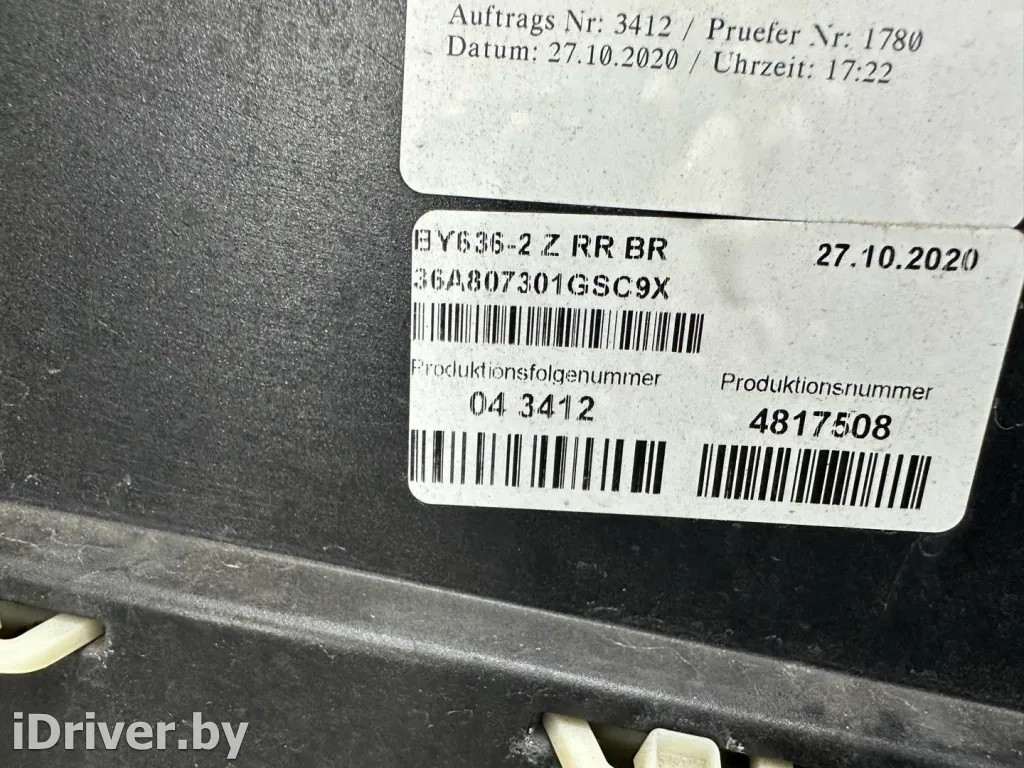 Auftrags Nr: 3412 / Pruefer Nr: 1780
Datum: 27.10.2020 / Uhrzeit: 17:22
BY636-2 Z RR BR 27.10.2020
36A807301GSC9X
Produktionsfolgenummer Produktionsnummer
04 3412 4817508
iDriver.by